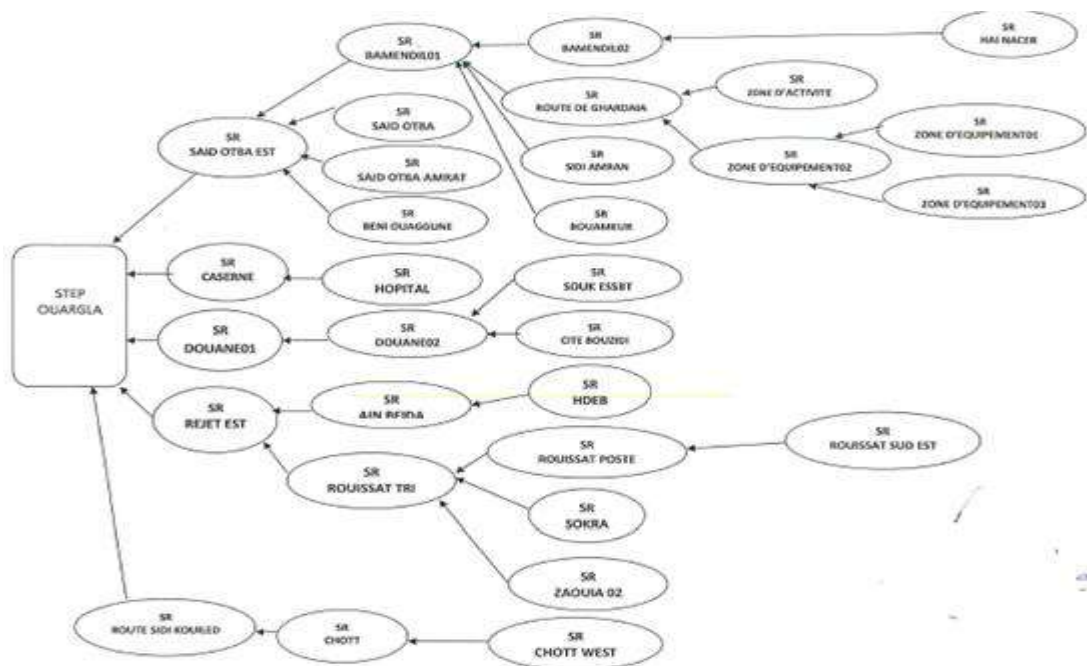 SR
BAMENDIL01
SR
BAMENDIL02
SR
HAI NACER
SR
ROUTE DE GHARDAIA
SR
ZONE D'ACTIVITE
SR
SAID OTBA
SR
SAID OTBA EST
SR
ZONE D'EQUIPEMENT01
SR
SAID OTBA AMRAT
SR
SIDI AMRAN
SR
ZONE D'EQUIPEMENT02
SR
ZONE D'EQUIPEMENT03
SR
BENI OUAGGUNE
SR
BOUAMEUR
STEP
OUARGLA
SR
CASERNE
SR
HOPITAL
SR
SOUK ESSBT
SR
DOUANE01
SR
DOUANE02
SR
CITE BOUZIDI
SR
REJET EST
SR
AIN BEIDA
SR
HDEB
SR
ROUISSAT TRI
SR
ROUISSAT POSTE
SR
ROUISSAT SUD EST
SR
SOKRA
SR
ZAOUIA 02
SR
ROUTE SIDI KOUILED
SR
CHOTT
SR
CHOTT WEST